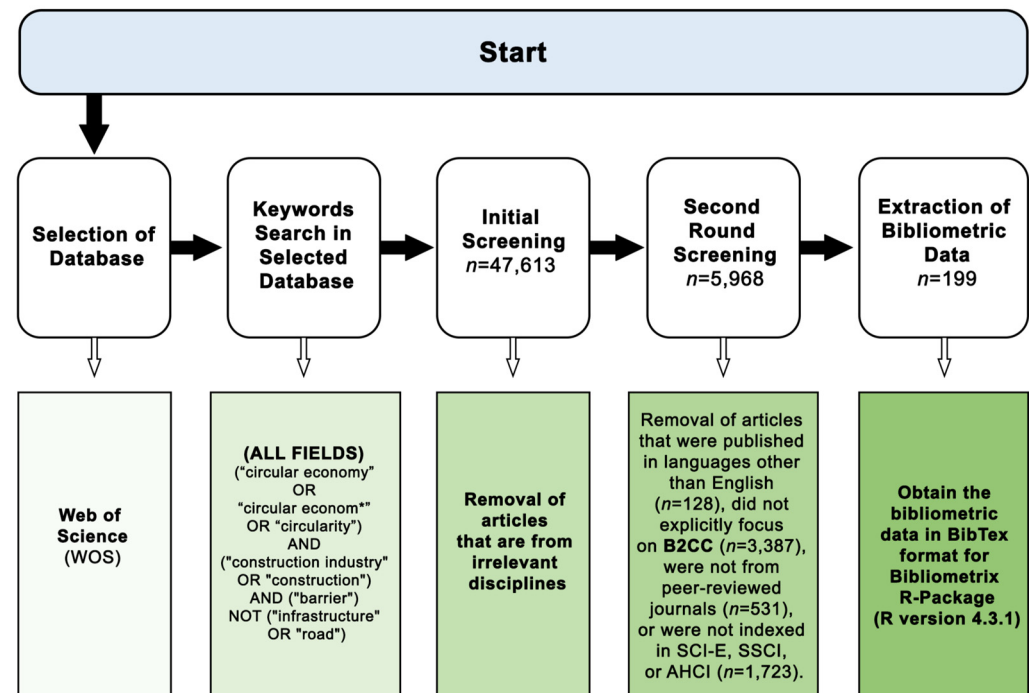 Start
Selection of
Database
Keywords
Search in
Selected
Database
Initial
Screening
n=47,613
Second
Round
Screening
n=5,968
Extraction of
Bibliometric
Data
n=199
Web of
Science
(WOS)
(ALL FIELDS)
(“circular economy”
OR
“circular econom*”
OR “circularity”)
AND
("construction industry"
OR "construction")
AND ("barrier")
NOT ("infrastructure"
OR "road")
Removal of
articles
that are from
irrelevant
disciplines
Removal of articles
that were published
in languages other
than English
(n=128), did not
explicitly focus
on B2CC (n=3,387),
were not from
peer-reviewed
journals (n=531),
or were not indexed
in SCI-E, SSCI,
or AHCI (n=1,723).
Obtain the
bibliometric
data in BibTex
format for
Bibliometrix
R-Package
(R version 4.3.1)